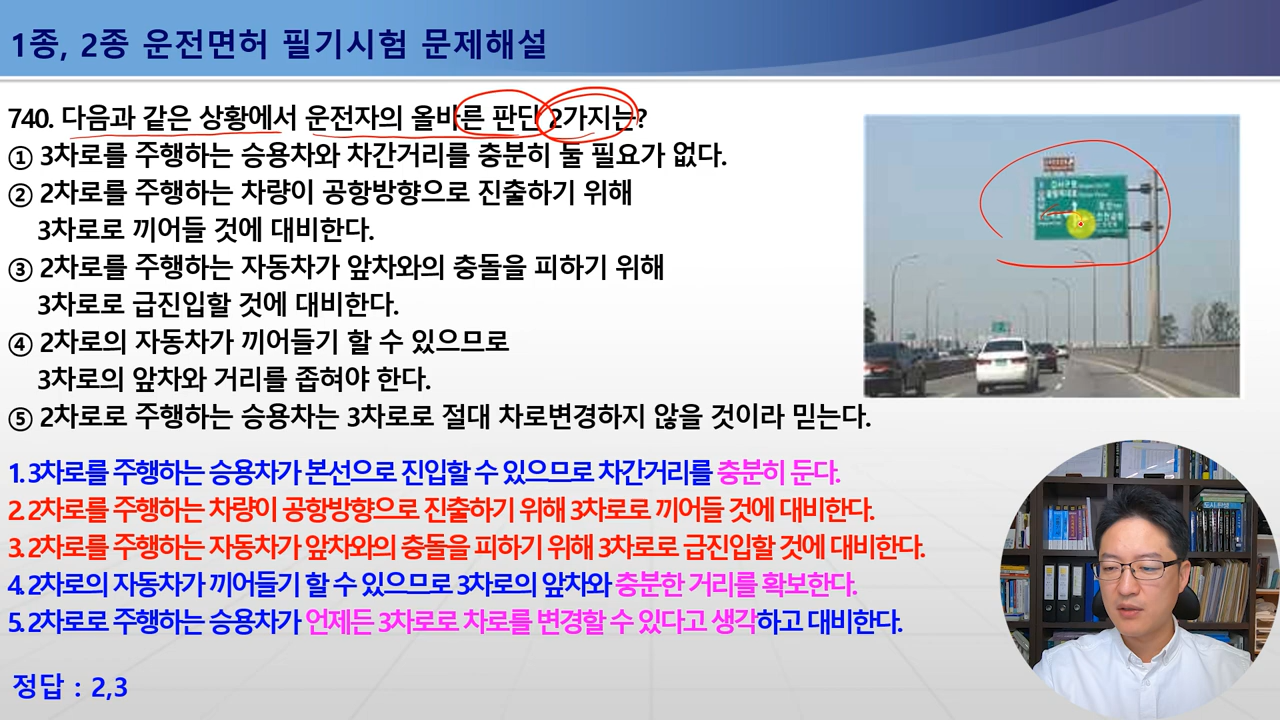 1종, 2종 운전면허 필기시험 문제해설
740. 다음과 같은 상황에서 운전자의 올바른 판단 2가지는?
① 3차로를 주행하는 승용차와 차간거리를 충분히 둘 필요가 없다.
② 2차로를 주행하는 차량이 공항방향으로 진출하기 위해
3차로로 끼어들 것에 대비한다.
③ 2차로를 주행하는 자동차가 앞차와의 충돌을 피하기 위해
3차로로 급진입할 것에 대비한다.
④ 2차로의 자동차가 끼어들기 할 수 있으므로
3차로의 앞차와 거리를 좁혀야 한다.
⑤ 2차로로 주행하는 승용차는 3차로로 절대 차로변경하지 않을 것이라 믿는다.
1. 3차로를 주행하는 승용차가 본선으로 진입할 수 있으므로 차간거리를 충분히 둔다.
2. 2차로를 주행하는 차량이 공항방향으로 진출하기 위해 3차로로 끼어들 것에 대비한다.
3. 2차로를 주행하는 자동차가 앞차와의 충돌을 피하기 위해 3차로로 급진입할 것에 대비한다.
4. 2차로의 자동차가 끼어들기 할 수 있으므로 3차로의 앞차와 충분한 거리를 확보한다.
5. 2차로로 주행하는 승용차가 언제든 3차로로 차로를 변경할 수 있다고 생각하고 대비한다.
정답 : 2,3